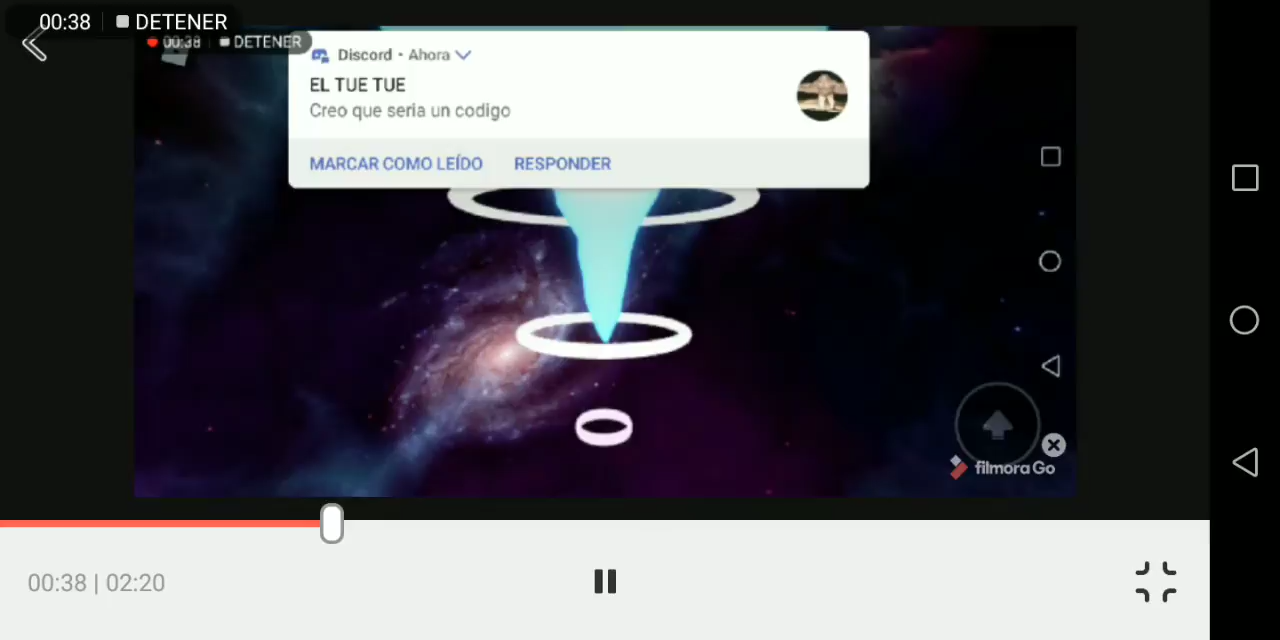 00:38 DETENER
00:38 DETENER
Discord · Ahora
EL TUE TUE
Creo que seria un codigo
MARCAR COMO LEÍDO RESPONDER
filmora Go
00:38 | 02:20